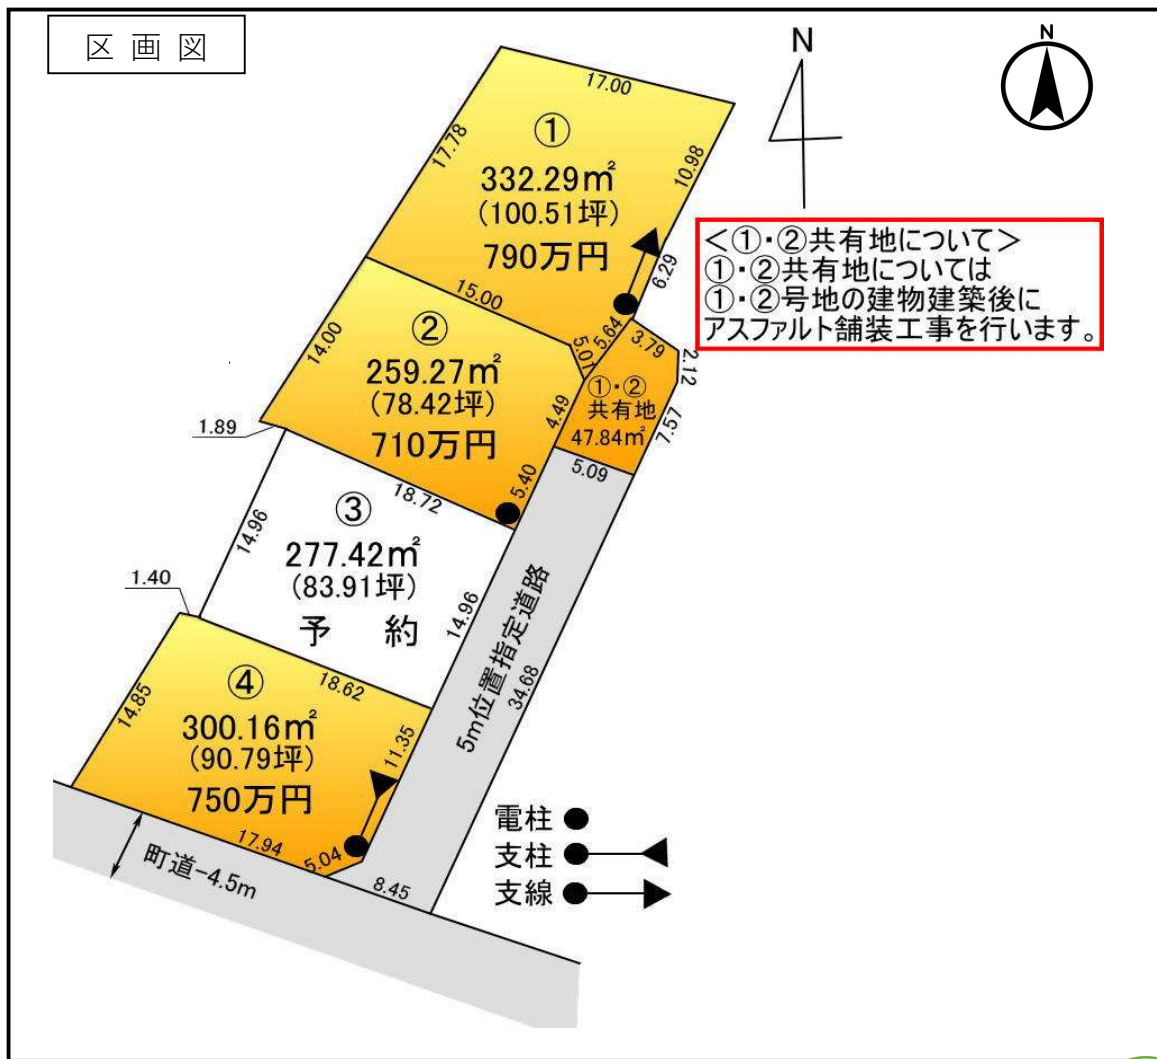 区画図
N
N
17.00
17.78
①
332.29㎡
(100.51坪)
790万円
10.98
6.29
<①・②共有地について>
①・②共有地については
①・②号地の建物建築後に
アスファルト舗装工事を行います。
15.00
5.64
5.01
3.79
2.12
14.00
②
259.27㎡
(78.42坪)
710万円
4.49
①・②
共有地
47.84㎡
7.57
5.09
1.89
5.40
18.72
③
277.42㎡
(83.91坪)
予約
14.96
14.96
5m位置指定道路
34.68
1.40
④
300.16㎡
(90.79坪)
750万円
18.62
14.85
11.35
17.94
5.04
8.45
町道-4.5m
電柱
支柱
支線